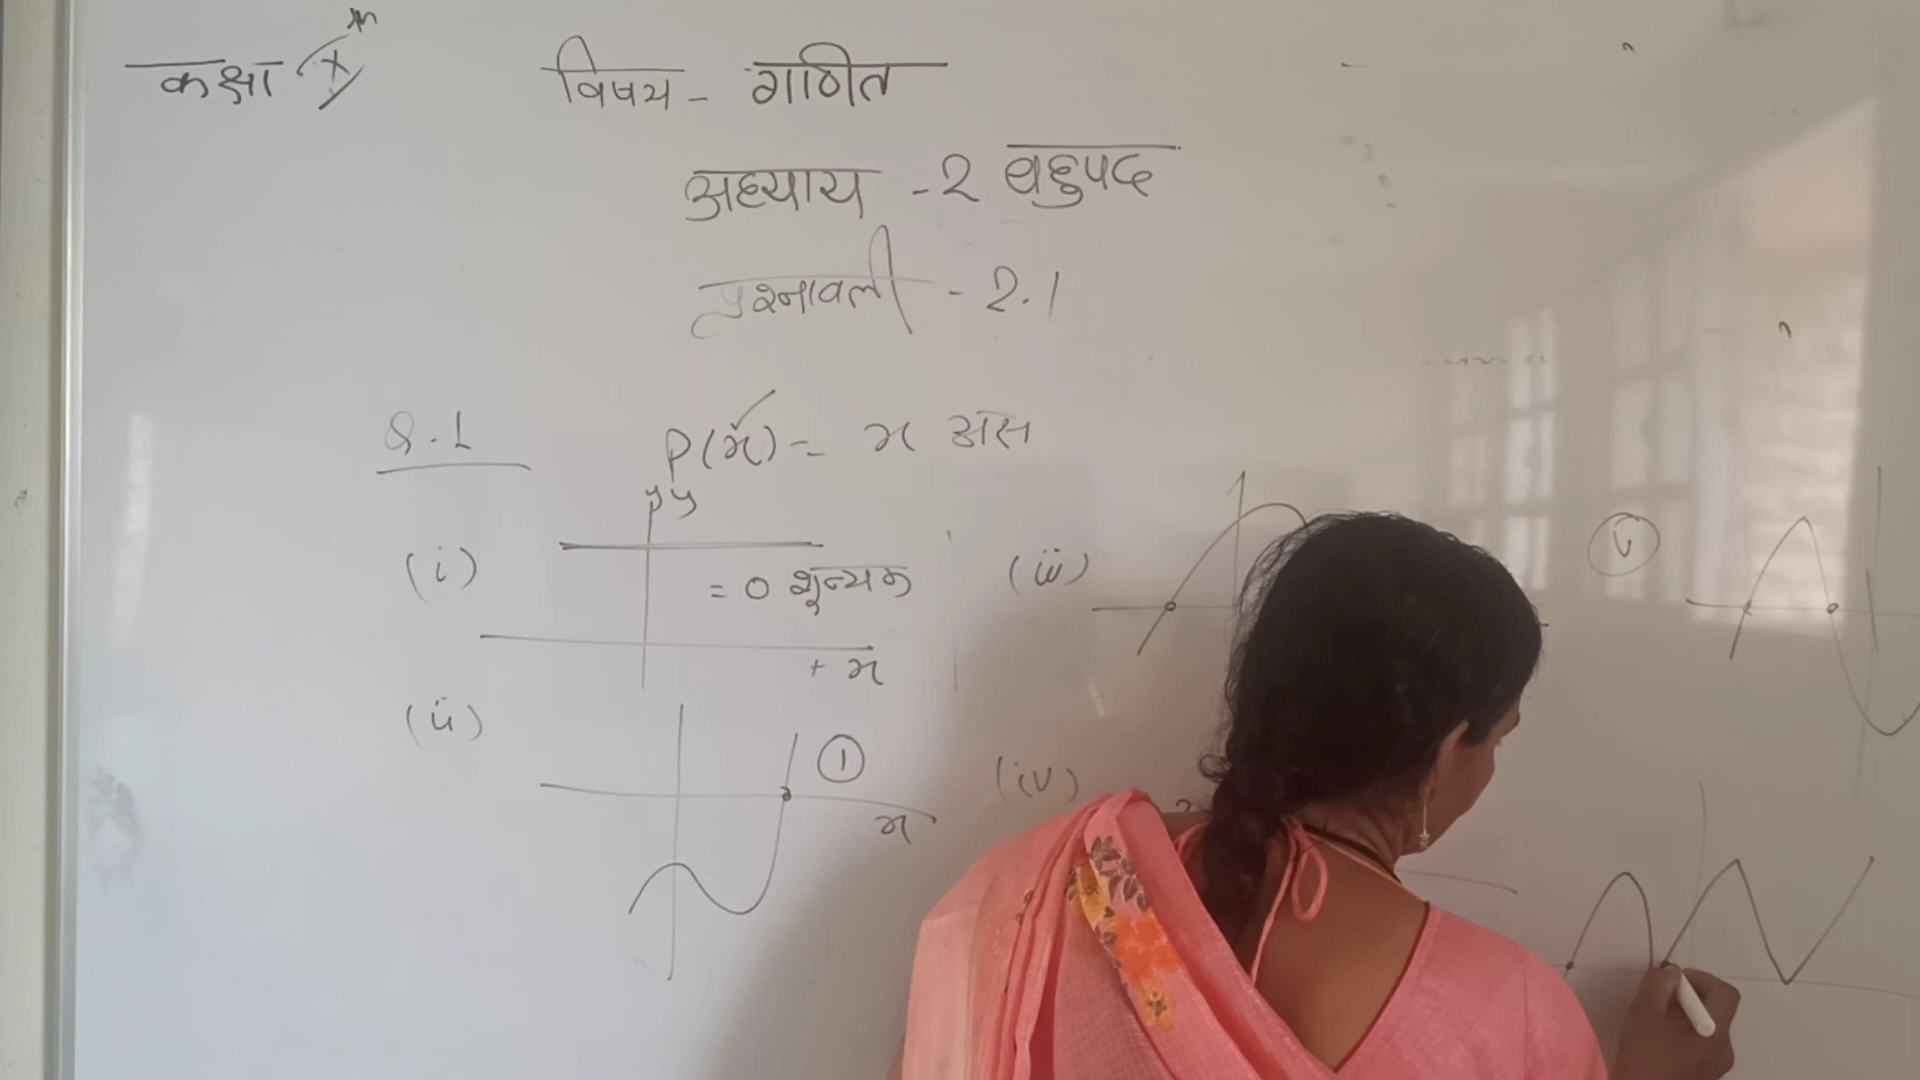 कक्षा X
विषय - गणित
अध्याय - 2 बहुपद
प्रश्नावली - 2.1
Q.1 P(x) = x अक्ष
y y
(i)
= 0 शून्यक
+ x
(ii)
1
x
(iii)
(iv)
V